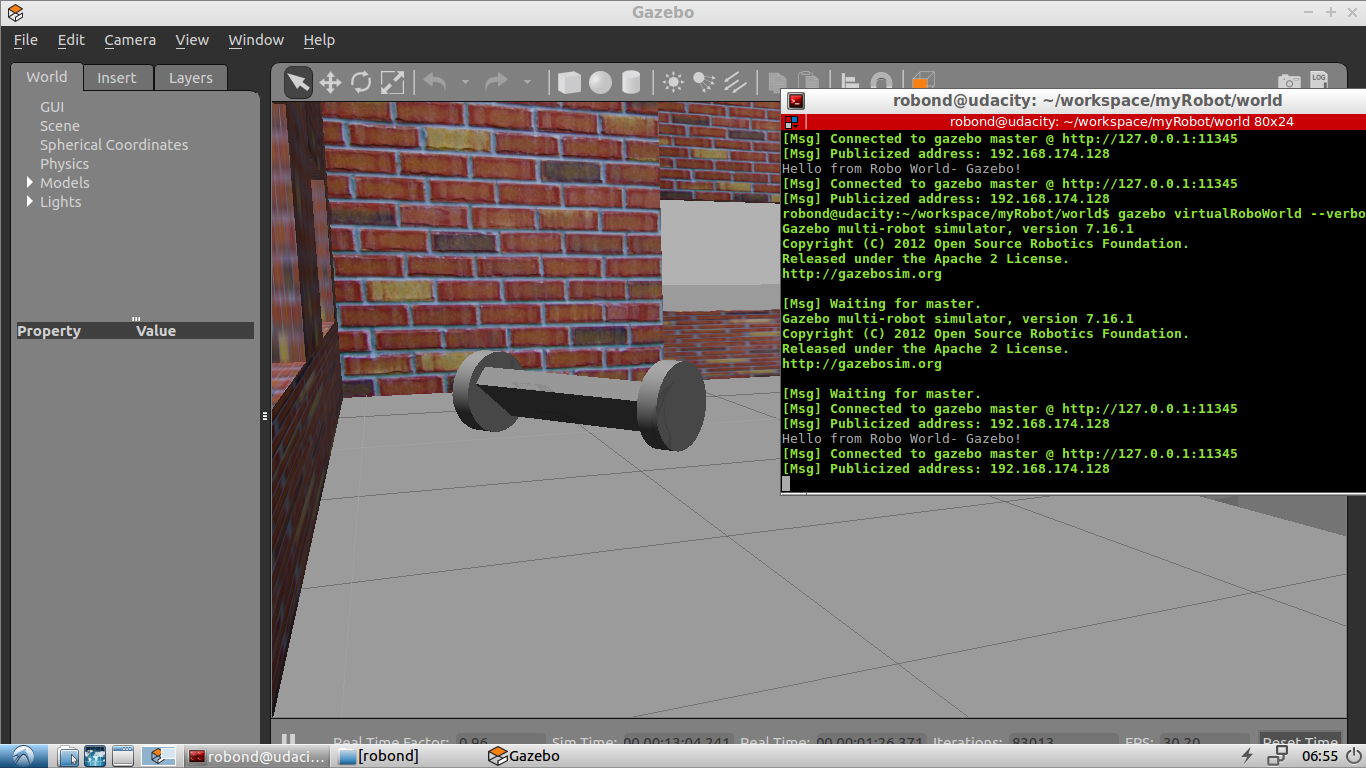 Gazebo
File Edit Camera View Window Help
World Insert Layers
GUI
Scene
Spherical Coordinates
Physics
Models
Lights
Property Value
LOG
robond@udacity: ~/workspace/myRobot/world
robond@udacity: ~/workspace/myRobot/world 80x24
[Msg] Connected to gazebo master @ http://127.0.0.1:11345
[Msg] Publicized address: 192.168.174.128
Hello from Robo World- Gazebo!
[Msg] Connected to gazebo master @ http://127.0.0.1:11345
[Msg] Publicized address: 192.168.174.128
robond@udacity:~/workspace/myRobot/world$ gazebo virtualRoboWorld --verbo
Gazebo multi-robot simulator, version 7.16.1
Copyright (C) 2012 Open Source Robotics Foundation.
Released under the Apache 2 License.
http://gazebosim.org
[Msg] Waiting for master.
Gazebo multi-robot simulator, version 7.16.1
Copyright (C) 2012 Open Source Robotics Foundation.
Released under the Apache 2 License.
http://gazebosim.org
[Msg] Waiting for master.
[Msg] Connected to gazebo master @ http://127.0.0.1:11345
[Msg] Publicized address: 192.168.174.128
Hello from Robo World- Gazebo!
[Msg] Connected to gazebo master @ http://127.0.0.1:11345
[Msg] Publicized address: 192.168.174.128
Real Time Factor: 0.96 Sim Time: 00 00:13:04.241 Real Time: 00 00:01:26.371 Iterations: 83013 FPS: 30.20 Reset Time
robond@udaci... [robond] Gazebo 06:55